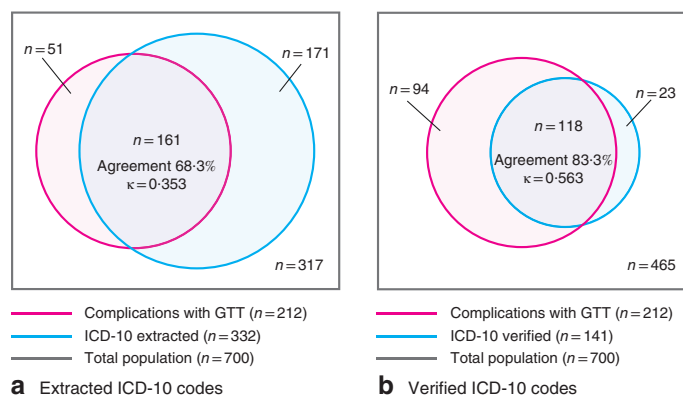 n=51
n=171
n=161
Agreement 68·3%
κ=0·353
n=317
Complications with GTT (n=212)
ICD-10 extracted (n=332)
Total population (n=700)
a Extracted ICD-10 codes
n=94
n=23
n=118
Agreement 83·3%
κ=0·563
n=465
Complications with GTT (n=212)
ICD-10 verified (n=141)
Total population (n=700)
b Verified ICD-10 codes